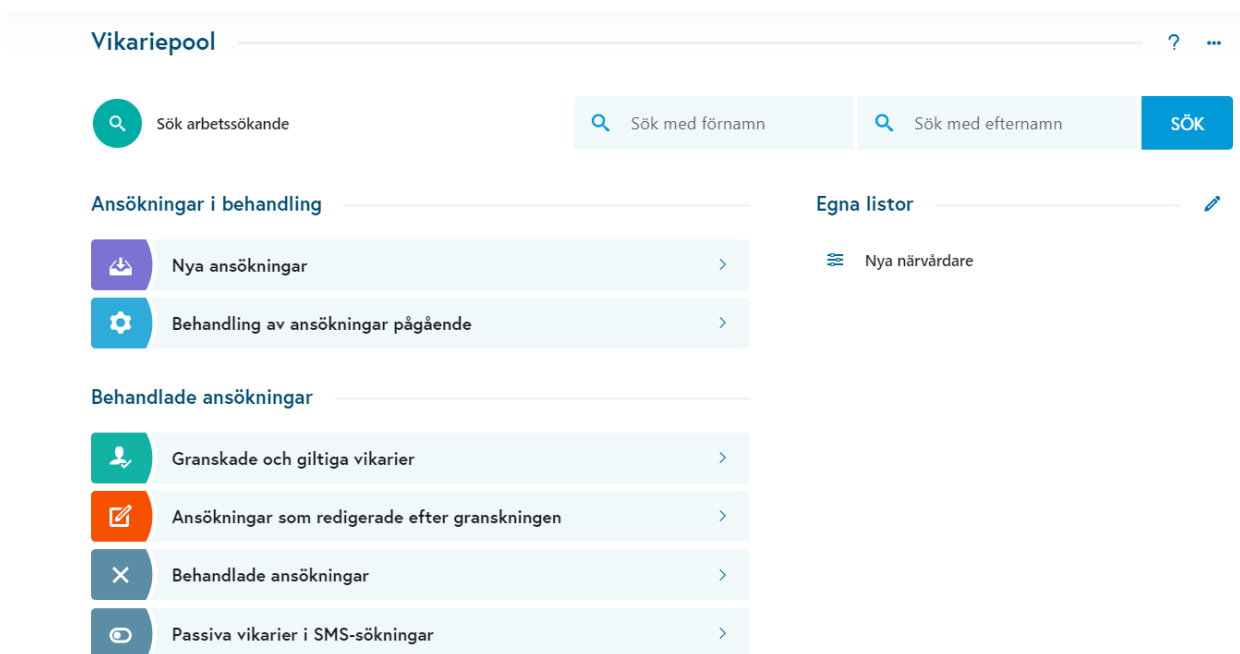 Vikariepool
?
Sök arbetssökande
Sök med förnamn
Sök med efternamn
SÖK
Ansökningar i behandling
Nya ansökningar
Behandling av ansökningar pågående
Egna listor
Nya närvårdare
Behandlade ansökningar
Granskade och giltiga vikarier
Ansökningar som redigerade efter granskningen
Behandlade ansökningar
Passiva vikarier i SMS-sökningar